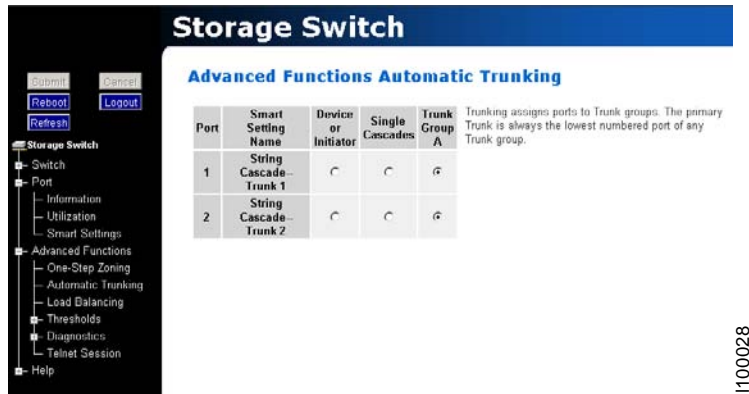 Storage Switch
Submit Cancel
Reboot Logout
Refresh
Storage Switch
Switch
Port
Information
Utilization
Smart Settings
Advanced Functions
One-Step Zoning
Automatic Trunking
Load Balancing
Thresholds
Diagnostics
Telnet Session
Help
Advanced Functions Automatic Trunking
Port Smart Setting Name Device or Initiator Single Cascades Trunk Group A
1 String Cascade-- Trunk 1
2 String Cascade-- Trunk 2
Trunking assigns ports to Trunk groups. The primary
Trunk is always the lowest numbered port of any
Trunk group.
I100028